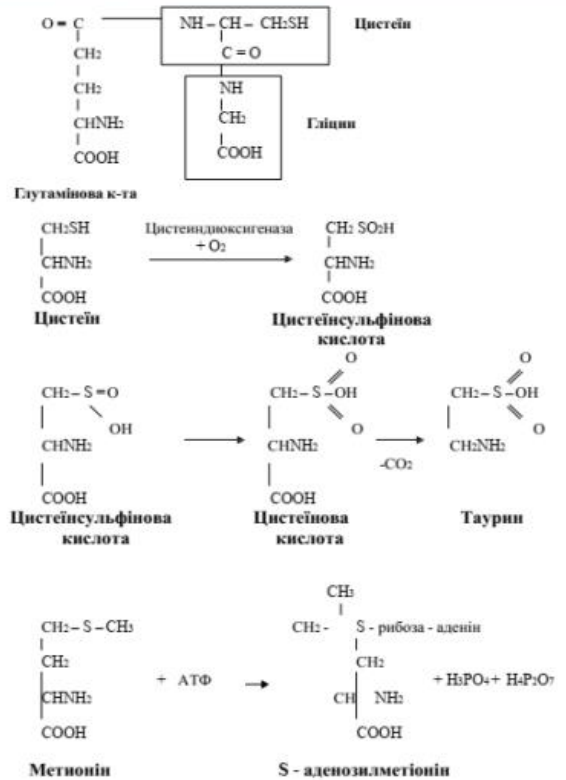 O = C NH – CH – CH2SH Цистеїн
CH2 C = O
CH2 NH
CHNH2 CH2 Гліцин
COOH COOH
Глутамінова к-та
CH2SH Цистеиндиоксигеназа CH2 SO2H
+ O2
CHNH2 CHNH2
COOH COOH
Цистеїн Цистеїнсульфінова
кислота
O O
CH2– S =O CH2–S –OH CH2–S –OH
OH O O
CHNH2 CHNH2 CH2NH2
-CO2
COOH COOH
Цистеїнсульфінова Цистеїнова Таурин
кислота кислота
CH3
CH2– S – CH3 CH2 - S - рибоза - аденін
CH2 CH2
+ АТФ + H3PO4 + H4P2O7
CHNH2 CH NH2
COOH COOH
Метионін S - аденозилметіонін